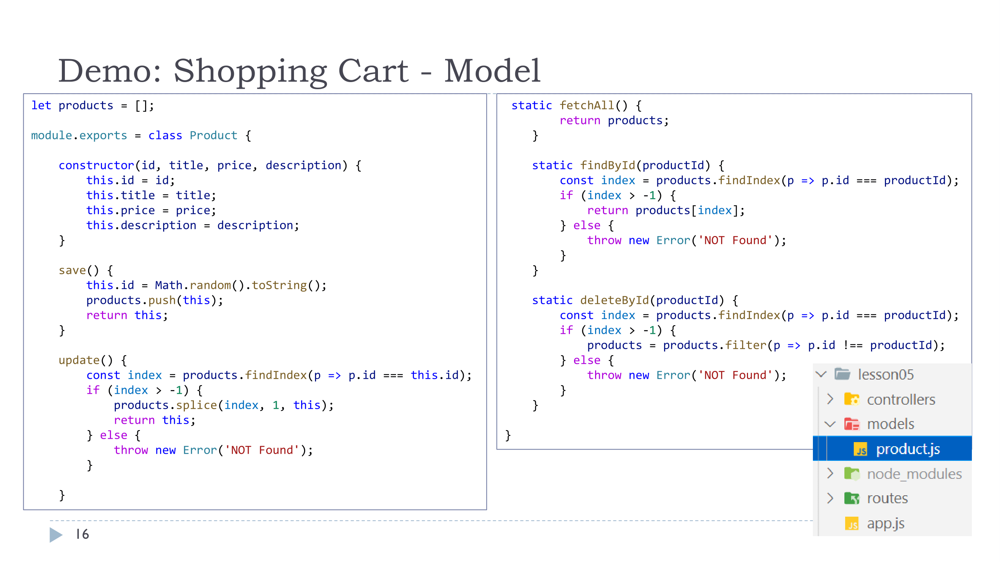 Demo: Shopping Cart - Model
let products = [];
module.exports = class Product {
constructor(id, title, price, description) {
this.id = id;
this.title = title;
this.price = price;
this.description = description;
}
save() {
this.id = Math.random().toString();
products.push(this);
return this;
}
update() {
const index = products.findIndex(p => p.id === this.id);
if (index > -1) {
products.splice(index, 1, this);
return this;
} else {
throw new Error('NOT Found');
}
}
static fetchAll() {
return products;
}
static findById(productId) {
const index = products.findIndex(p => p.id === productId);
if (index > -1) {
return products[index];
} else {
throw new Error('NOT Found');
}
}
static deleteById(productId) {
const index = products.findIndex(p => p.id === productId);
if (index > -1) {
products = products.filter(p => p.id !== productId);
} else {
throw new Error('NOT Found');
}
}
}
lesson05
controllers
models
JS product.js
node_modules
routes
JS app.js
16